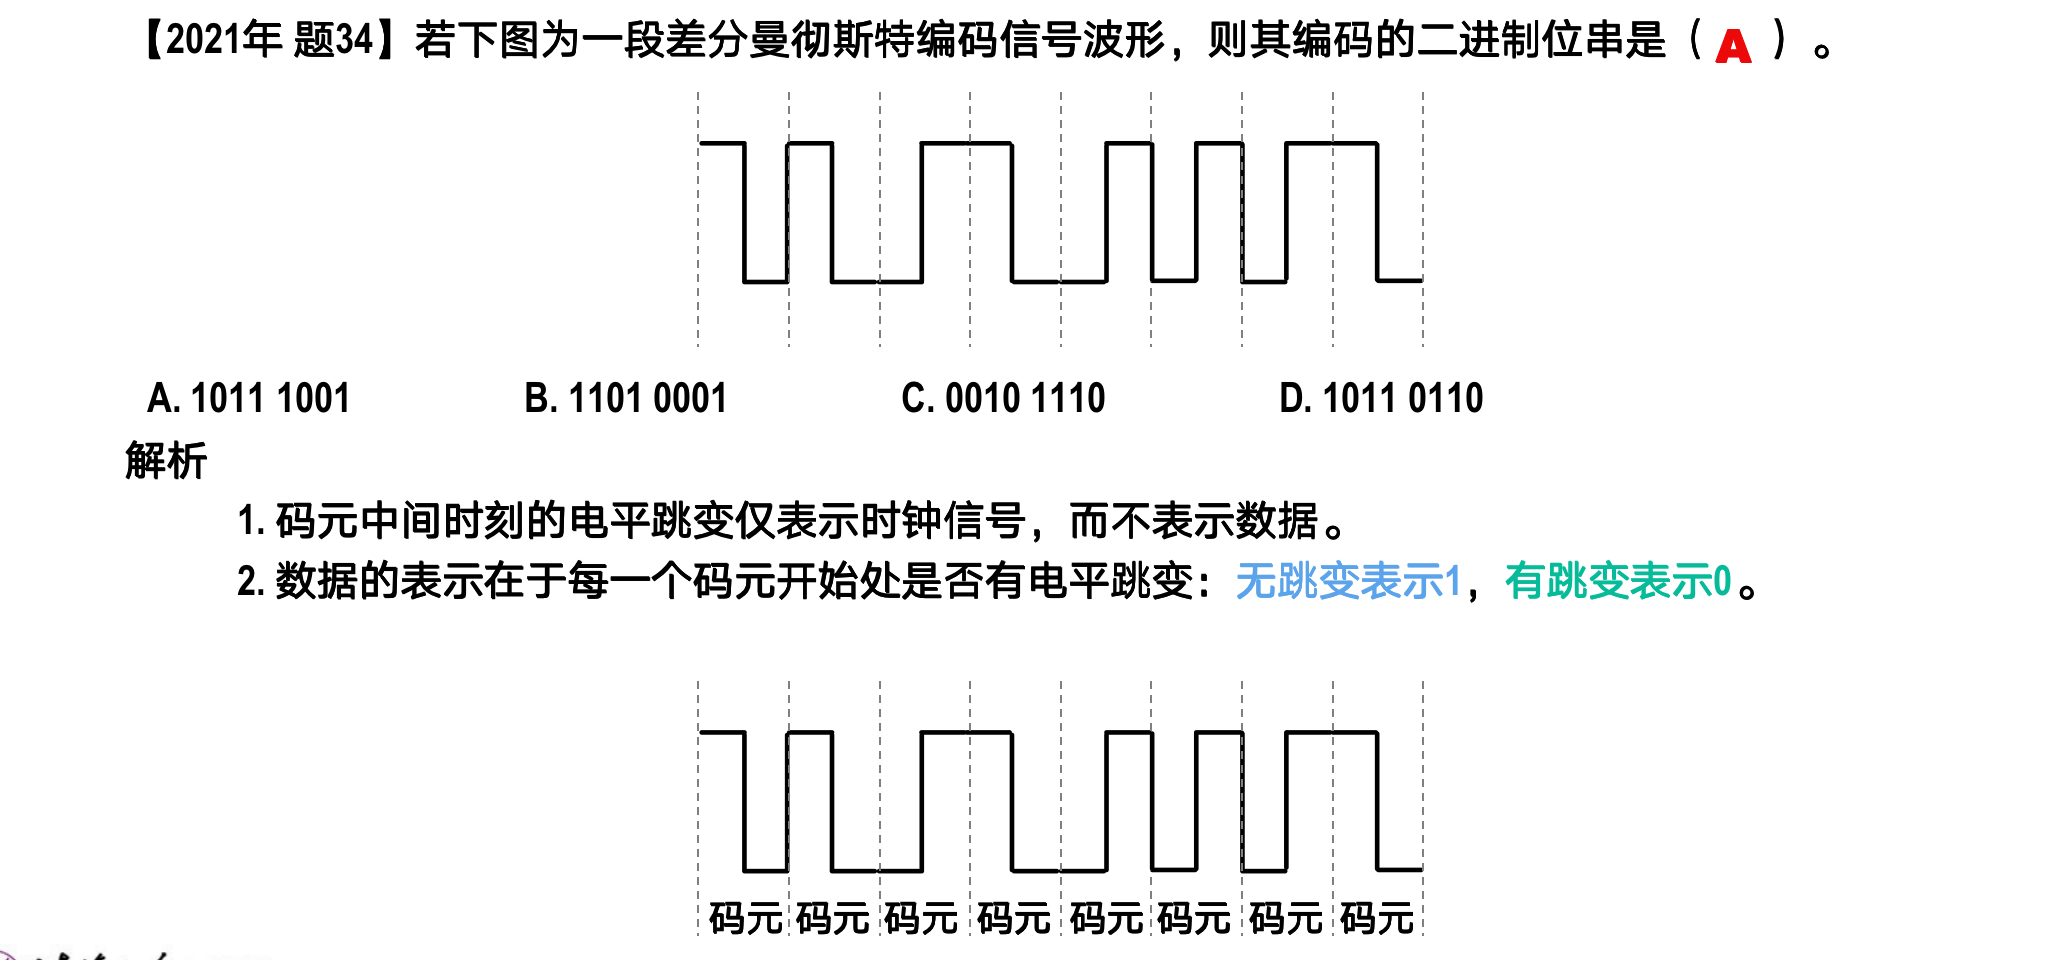 【2021年 题34】若下图为一段差分曼彻斯特编码信号波形，则其编码的二进制位串是（ A ）。
A. 1011 1001 B. 1101 0001 C. 0010 1110 D. 1011 0110
解析
1. 码元中间时刻的电平跳变仅表示时钟信号，而不表示数据。
2. 数据的表示在于每一个码元开始处是否有电平跳变：无跳变表示1，有跳变表示0。
码元 码元 码元 码元 码元 码元 码元 码元